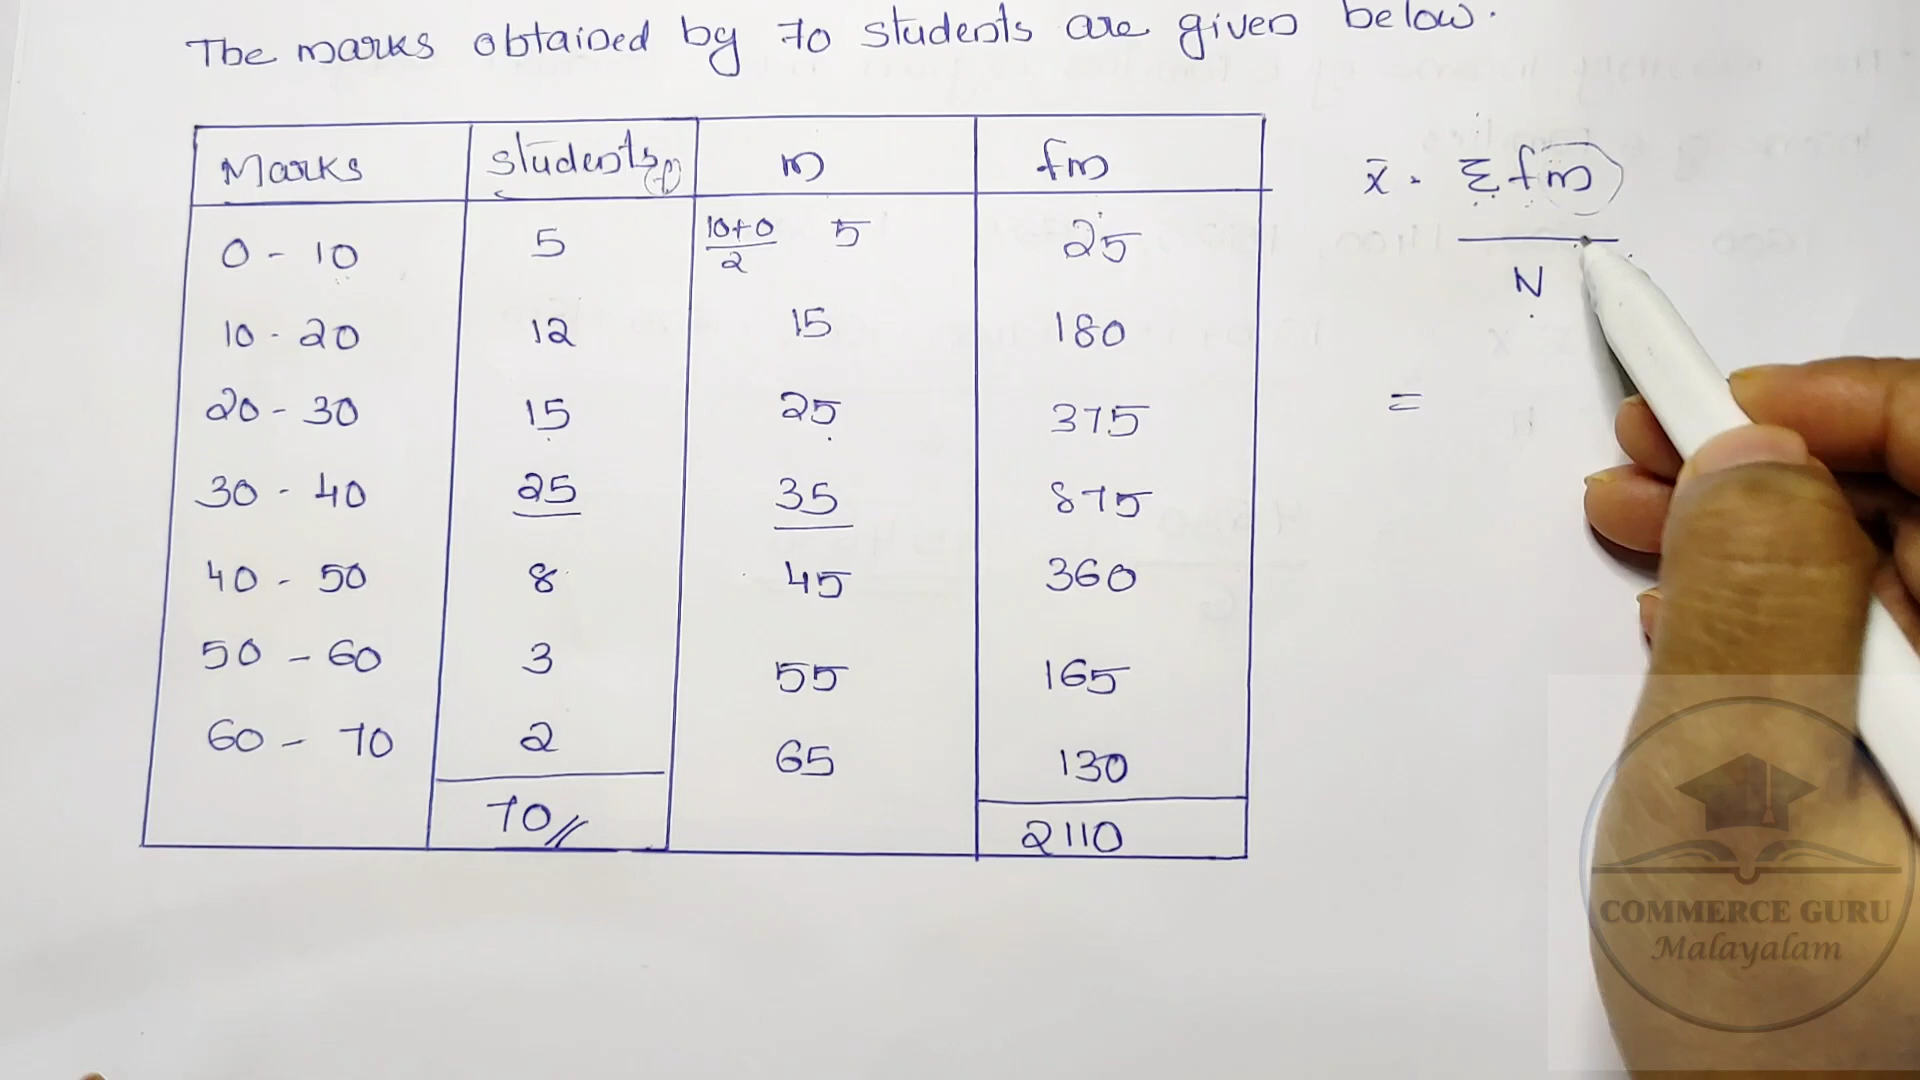 The marks obtained by 70 students are given below.
Marks students (f) m fm
0 - 10 5 10+0/2 5 25
10 - 20 12 15 180
20 - 30 15 25 375
30 - 40 25 35 875
40 - 50 8 45 360
50 - 60 3 55 165
60 - 70 2 65 130
70 2110
x̄ = Σfm
N
=
COMMERCE GURU
Malayalam